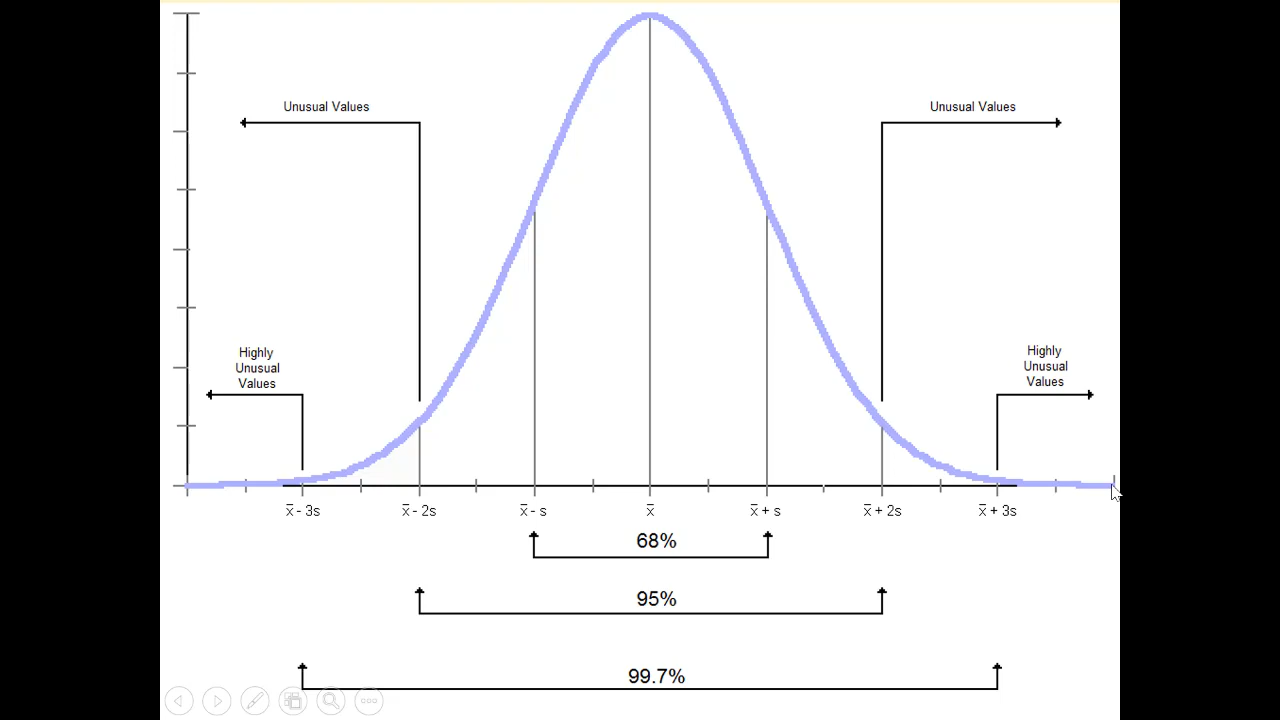 Unusual Values
Unusual Values
Highly
Unusual
Values
Highly
Unusual
Values
x̅ - 3s
x̅ - 2s
x̅ - s
x̅
x̅ + s
x̅ + 2s
x̅ + 3s
68%
95%
99.7%